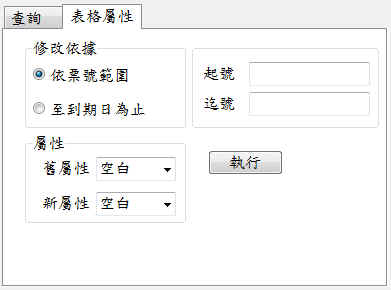 查詢 表格屬性
修改依據
依票號範圍
至到期日為止
起號
迄號
屬性
舊屬性 空白
新屬性 空白
執行